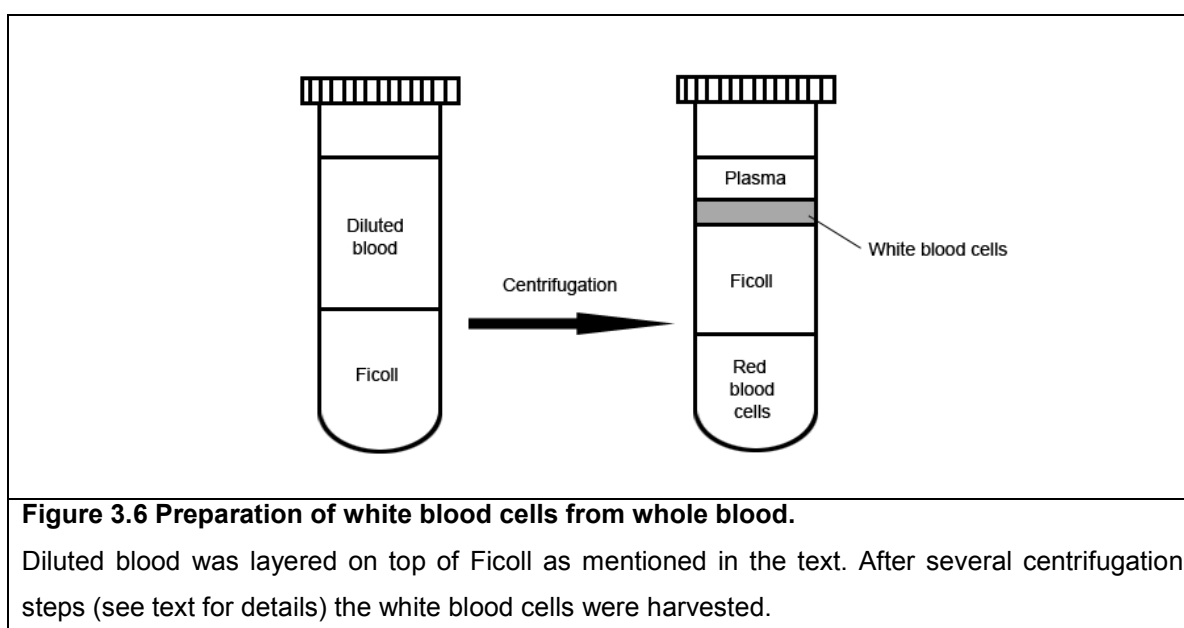 Diluted
blood
Ficoll
Centrifugation
Plasma
White blood cells
Ficoll
Red
blood
cells
Figure 3.6 Preparation of white blood cells from whole blood.
Diluted blood was layered on top of Ficoll as mentioned in the text. After several centrifugation
steps (see text for details) the white blood cells were harvested.